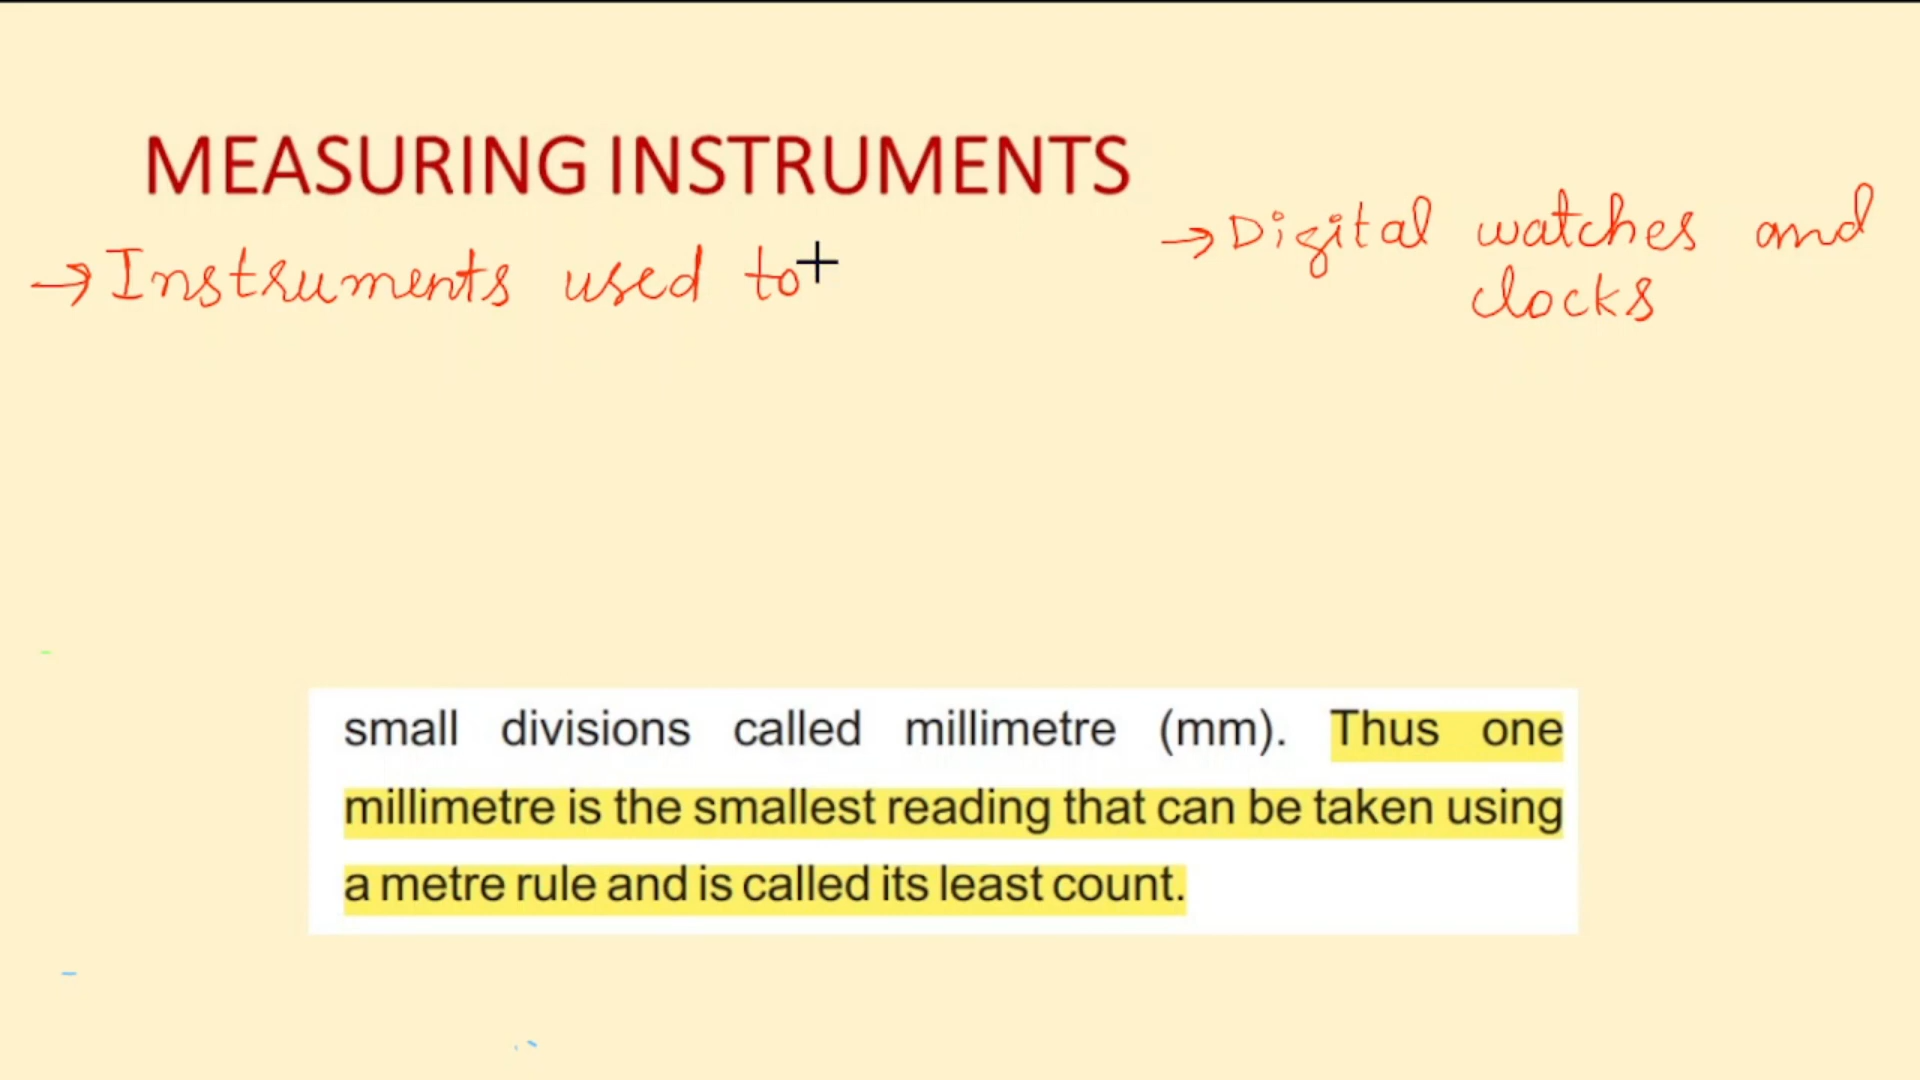 MEASURING INSTRUMENTS
→ Instruments used to
→ Digital watches and
clocks
small divisions called millimetre (mm). Thus one
millimetre is the smallest reading that can be taken using
a metre rule and is called its least count.